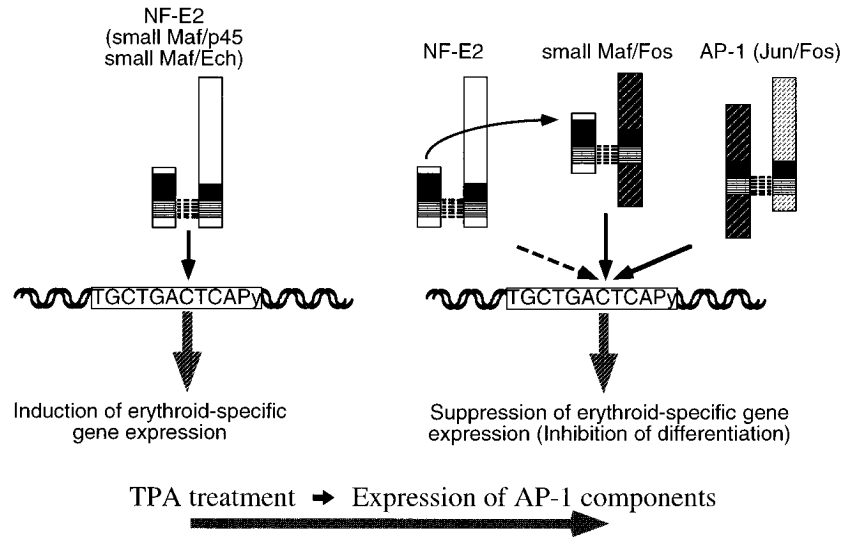 NF-E2
(small Maf/p45
small Maf/Ech)
NF-E2
small Maf/Fos
AP-1 (Jun/Fos)
TGCTGACTCAPy
TGCTGACTCAPy
Induction of erythroid-specific
gene expression
Suppression of erythroid-specific gene
expression (Inhibition of differentiation)
TPA treatment ➔ Expression of AP-1 components